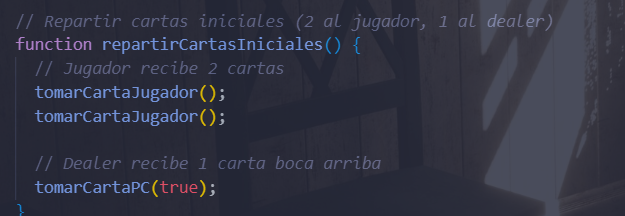 // Repartir cartas iniciales (2 al jugador, 1 al dealer)
function repartirCartasIniciales() {
// Jugador recibe 2 cartas
tomarCartaJugador();
tomarCartaJugador();
// Dealer recibe 1 carta boca arriba
tomarCartaPC(true);
}